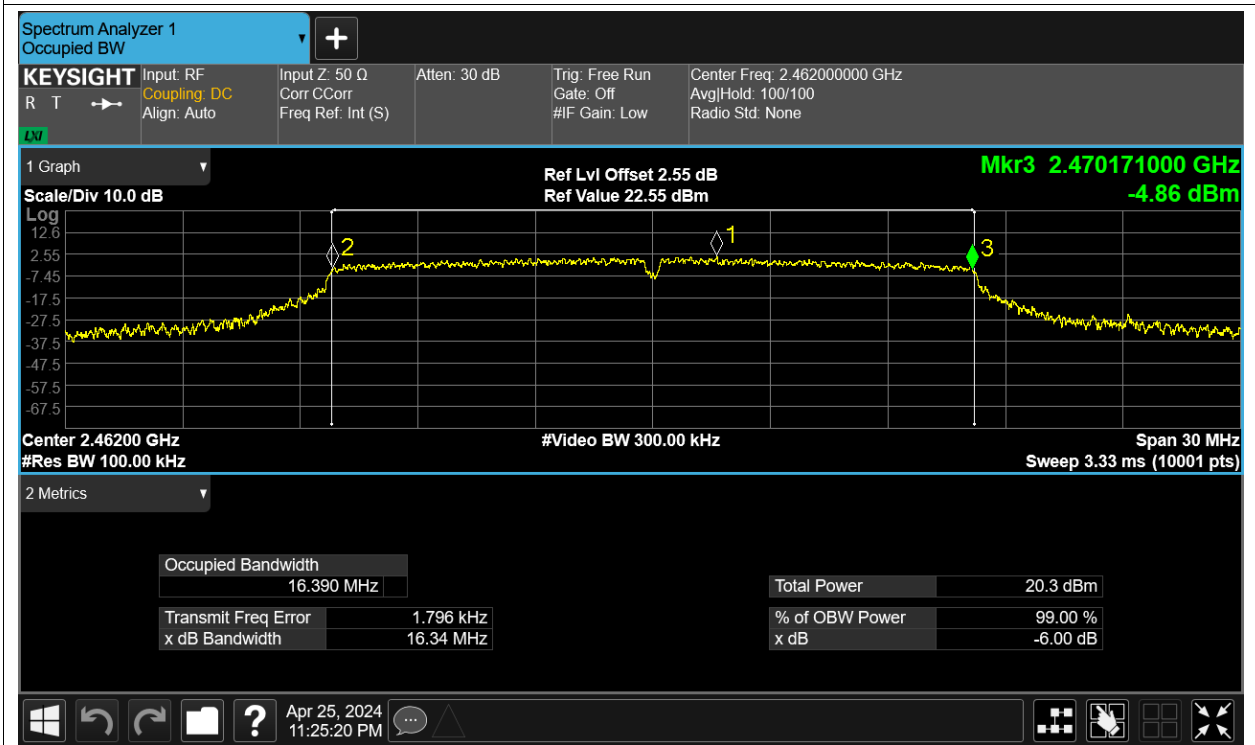 Spectrum Analyzer 1
Occupied BW
▼
+
KEYSIGHT
R T
LXI
Input: RF
Coupling: DC
Align: Auto
Input Z: 50 Ω
Corr CCorr
Freq Ref: Int (S)
Atten: 30 dB
Trig: Free Run
Gate: Off
#IF Gain: Low
Center Freq: 2.462000000 GHz
Avg|Hold: 100/100
Radio Std: None
1 Graph ▼
Scale/Div 10.0 dB
Ref Lvl Offset 2.55 dB
Ref Value 22.55 dBm
Mkr3 2.470171000 GHz
-4.86 dBm
Log
12.6
2.55
-7.45
-17.5
-27.5
-37.5
-47.5
-57.5
-67.5
2
1
3
Center 2.46200 GHz
#Video BW 300.00 kHz
Span 30 MHz
#Res BW 100.00 kHz
Sweep 3.33 ms (10001 pts)
2 Metrics ▼
Occupied Bandwidth
16.390 MHz
Transmit Freq Error 1.796 kHz
x dB Bandwidth 16.34 MHz
Total Power 20.3 dBm
% of OBW Power 99.00 %
x dB -6.00 dB
?
Apr 25, 2024
11:25:20 PM